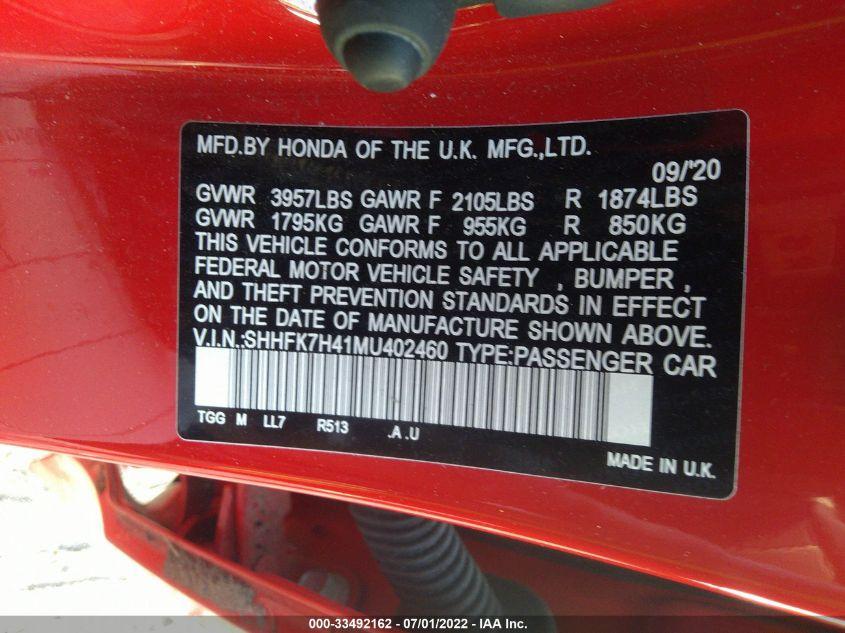 MFD.BY HONDA OF THE U.K. MFG.,LTD.
09/'20
GVWR 3957LBS GAWR F 2105LBS R 1874LBS
GVWR 1795KG GAWR F 955KG R 850KG
THIS VEHICLE CONFORMS TO ALL APPLICABLE
FEDERAL MOTOR VEHICLE SAFETY , BUMPER ,
AND THEFT PREVENTION STANDARDS IN EFFECT
ON THE DATE OF MANUFACTURE SHOWN ABOVE.
V.I.N.:SHHFK7H41MU402460 TYPE:PASSENGER CAR
TGG M LL7 R513 .A .U
MADE IN U.K.
000-33492162 - 07/01/2022 - IAA Inc.